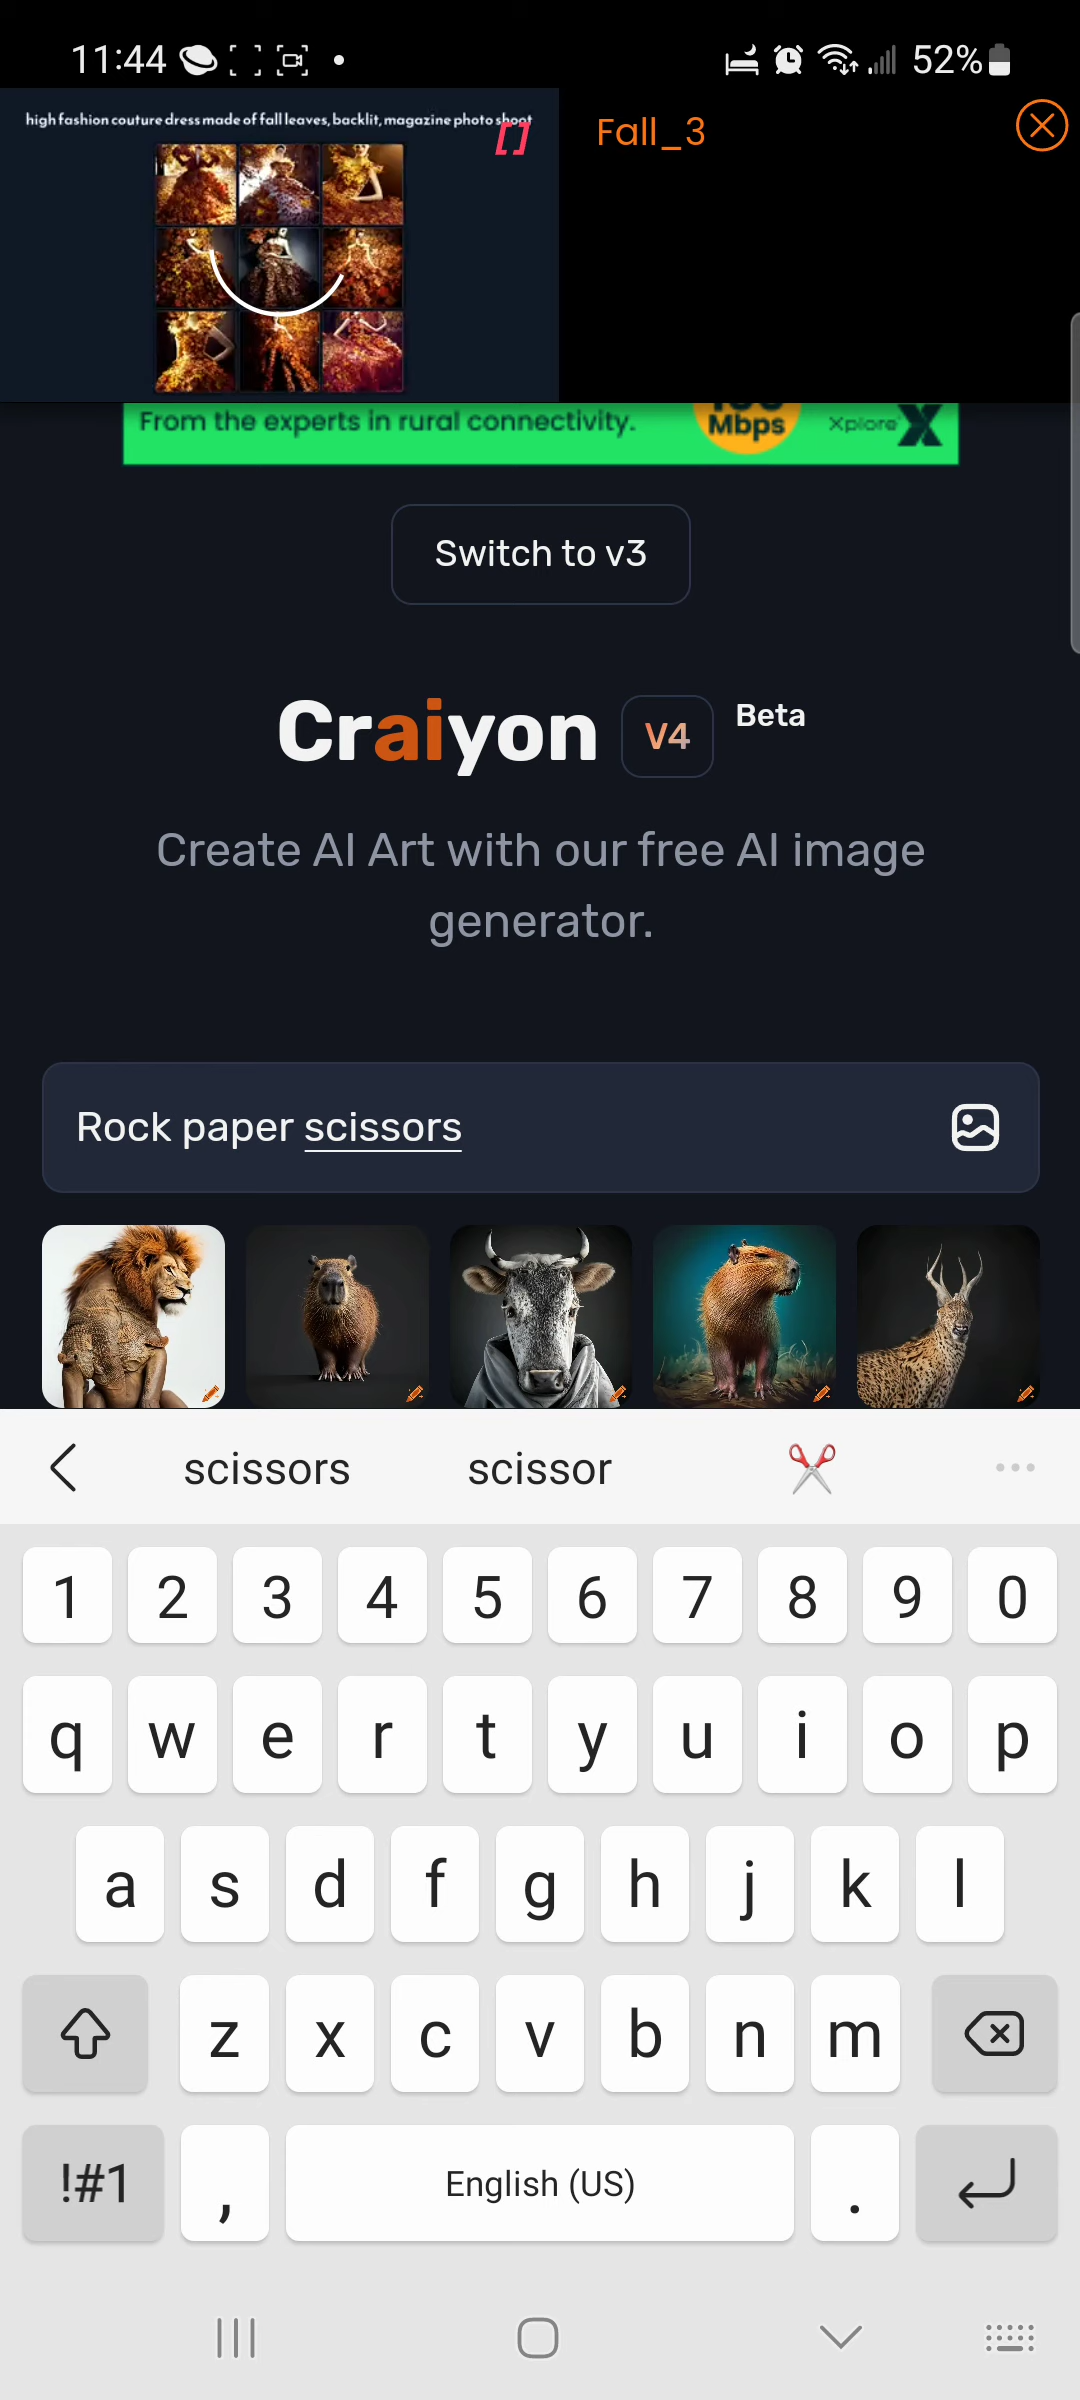 11:44
52%
high fashion couture dress made of fall leaves, backlit, magazine photo shoot
Fall_3
From the experts in rural connectivity.
Mbps
Xplore
Switch to v3
Craiyon V4 Beta
Create AI Art with our free AI image
generator.
Rock paper scissors
scissors scissor
1 2 3 4 5 6 7 8 9 0
q w e r t y u i o p
a s d f g h j k l
z x c v b n m
!#1 , English (US) .